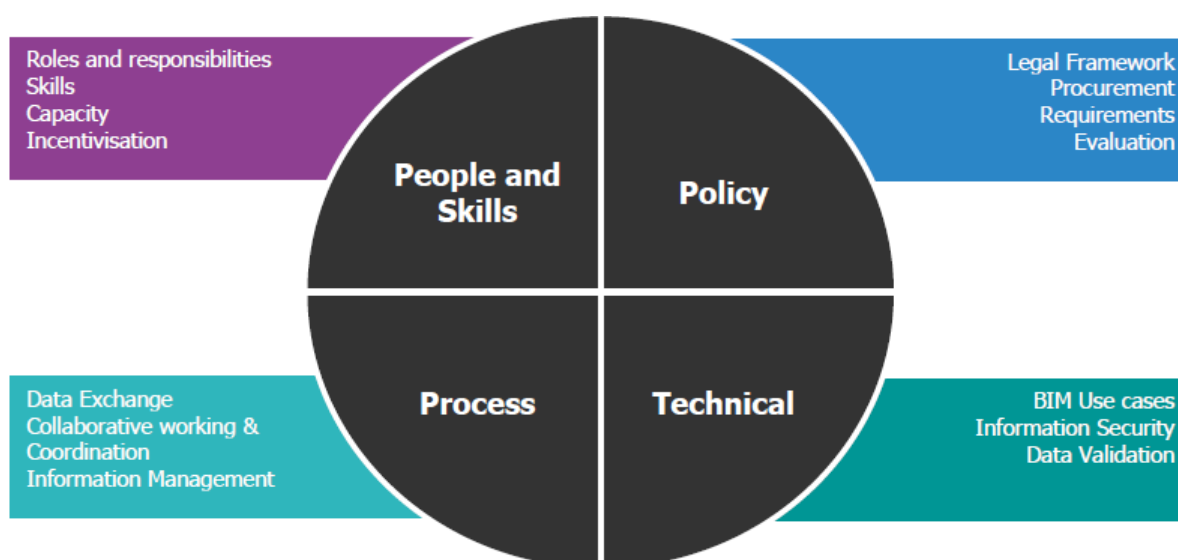 Roles and responsibilities
Skills
Capacity
Incentivisation
People and
Skills
Legal Framework
Procurement
Requirements
Evaluation
Policy
Data Exchange
Collaborative working &
Coordination
Information Management
Process
BIM Use cases
Information Security
Data Validation
Technical